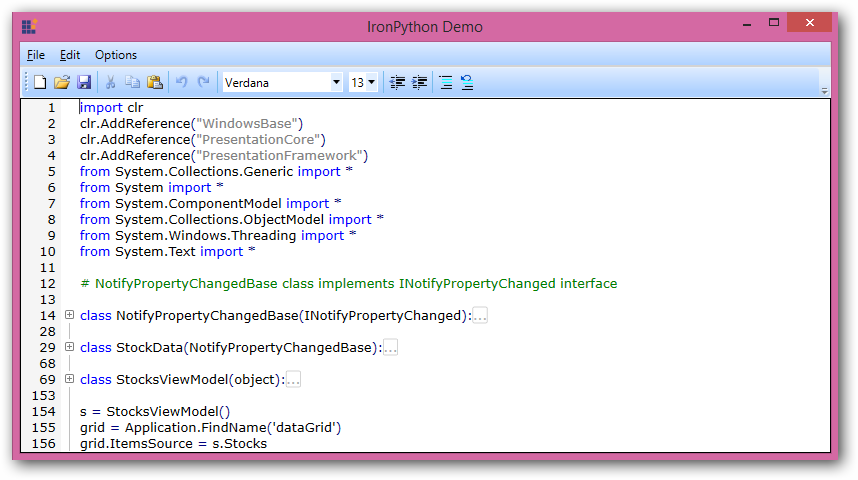 IronPython Demo
File Edit Options
Verdana 13
1 import clr
2 clr.AddReference("WindowsBase")
3 clr.AddReference("PresentationCore")
4 clr.AddReference("PresentationFramework")
5 from System.Collections.Generic import *
6 from System import *
7 from System.ComponentModel import *
8 from System.Collections.ObjectModel import *
9 from System.Windows.Threading import *
10 from System.Text import *
11
12 # NotifyPropertyChangedBase class implements INotifyPropertyChanged interface
13
14 class NotifyPropertyChangedBase(INotifyPropertyChanged):...
28
29 class StockData(NotifyPropertyChangedBase):...
68
69 class StocksViewModel(object):...
153
154 s = StocksViewModel()
155 grid = Application.FindName('dataGrid')
156 grid.ItemsSource = s.Stocks